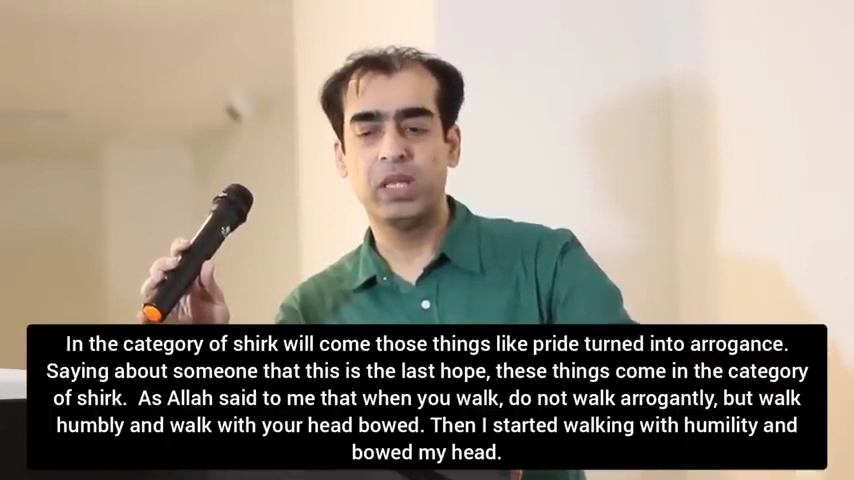 In the category of shirk will come those things like pride turned into arrogance.
Saying about someone that this is the last hope, these things come in the category
of shirk.  As Allah said to me that when you walk, do not walk arrogantly, but walk
humbly and walk with your head bowed. Then I started walking with humility and
bowed my head.